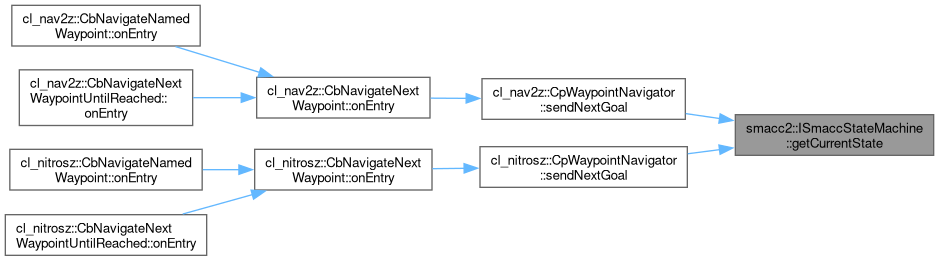 cl_nav2z::CbNavigateNamed
Waypoint::onEntry
cl_nav2z::CbNavigateNext
WaypointUntilReached::
onEntry
cl_nav2z::CbNavigateNext
Waypoint::onEntry
cl_nav2z::CpWaypointNavigator
::sendNextGoal
smacc2::ISmaccStateMachine
::getCurrentState
cl_nitrosz::CbNavigateNamed
Waypoint::onEntry
cl_nitrosz::CbNavigateNext
Waypoint::onEntry
cl_nitrosz::CpWaypointNavigator
::sendNextGoal
cl_nitrosz::CbNavigateNext
WaypointUntilReached::onEntry